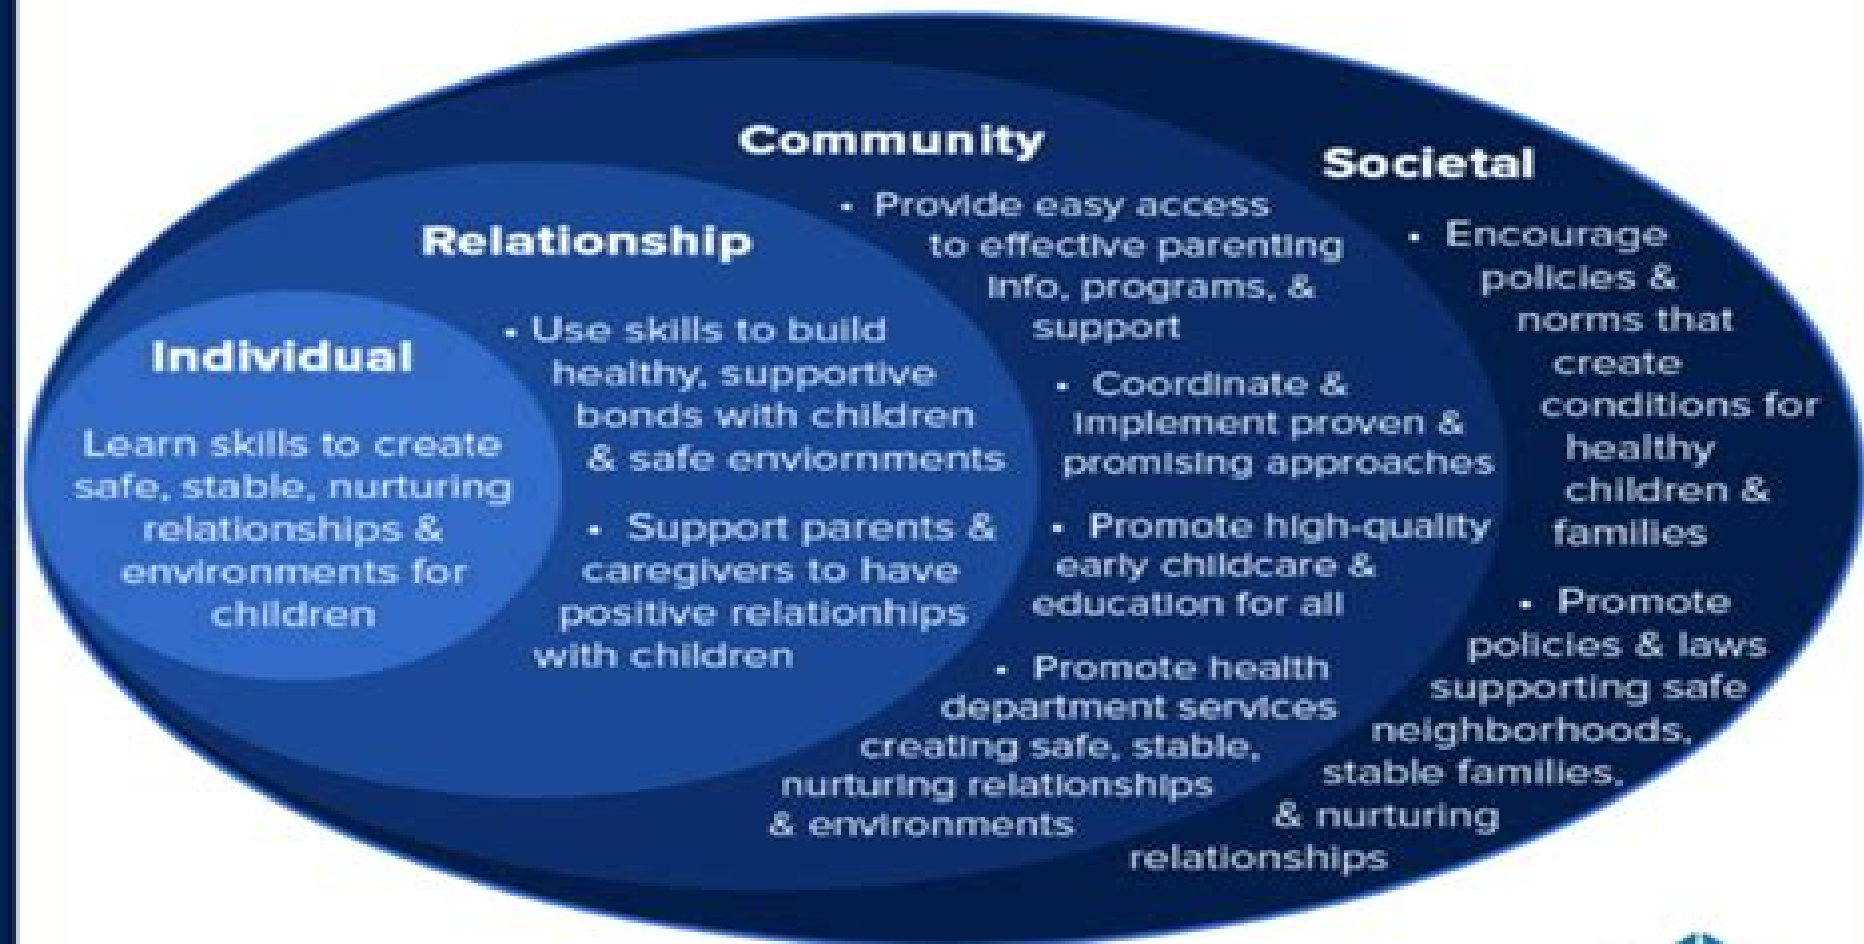 Individual
Learn skills to create
safe, stable, nurturing
relationships &
environments for
children
Relationship
• Use skills to build
healthy, supportive
bonds with children
& safe enviornments
• Support parents &
caregivers to have
positive relationhips
with children
Community
• Provide easy access
to effective parenting
info, programs, &
support
• Coordinate &
implement proven &
promising approaches
• Promote high-quality
early childcare &
education for all
• Promote health
department services
creating safe, stable,
nurturing relationships
& environments
Societal
• Encourage
policies &
norms that
create
conditions for
healthy
children &
families
• Promote
policies & laws
supporting safe
neighborhoods,
stable families,
& nurturing
relationships